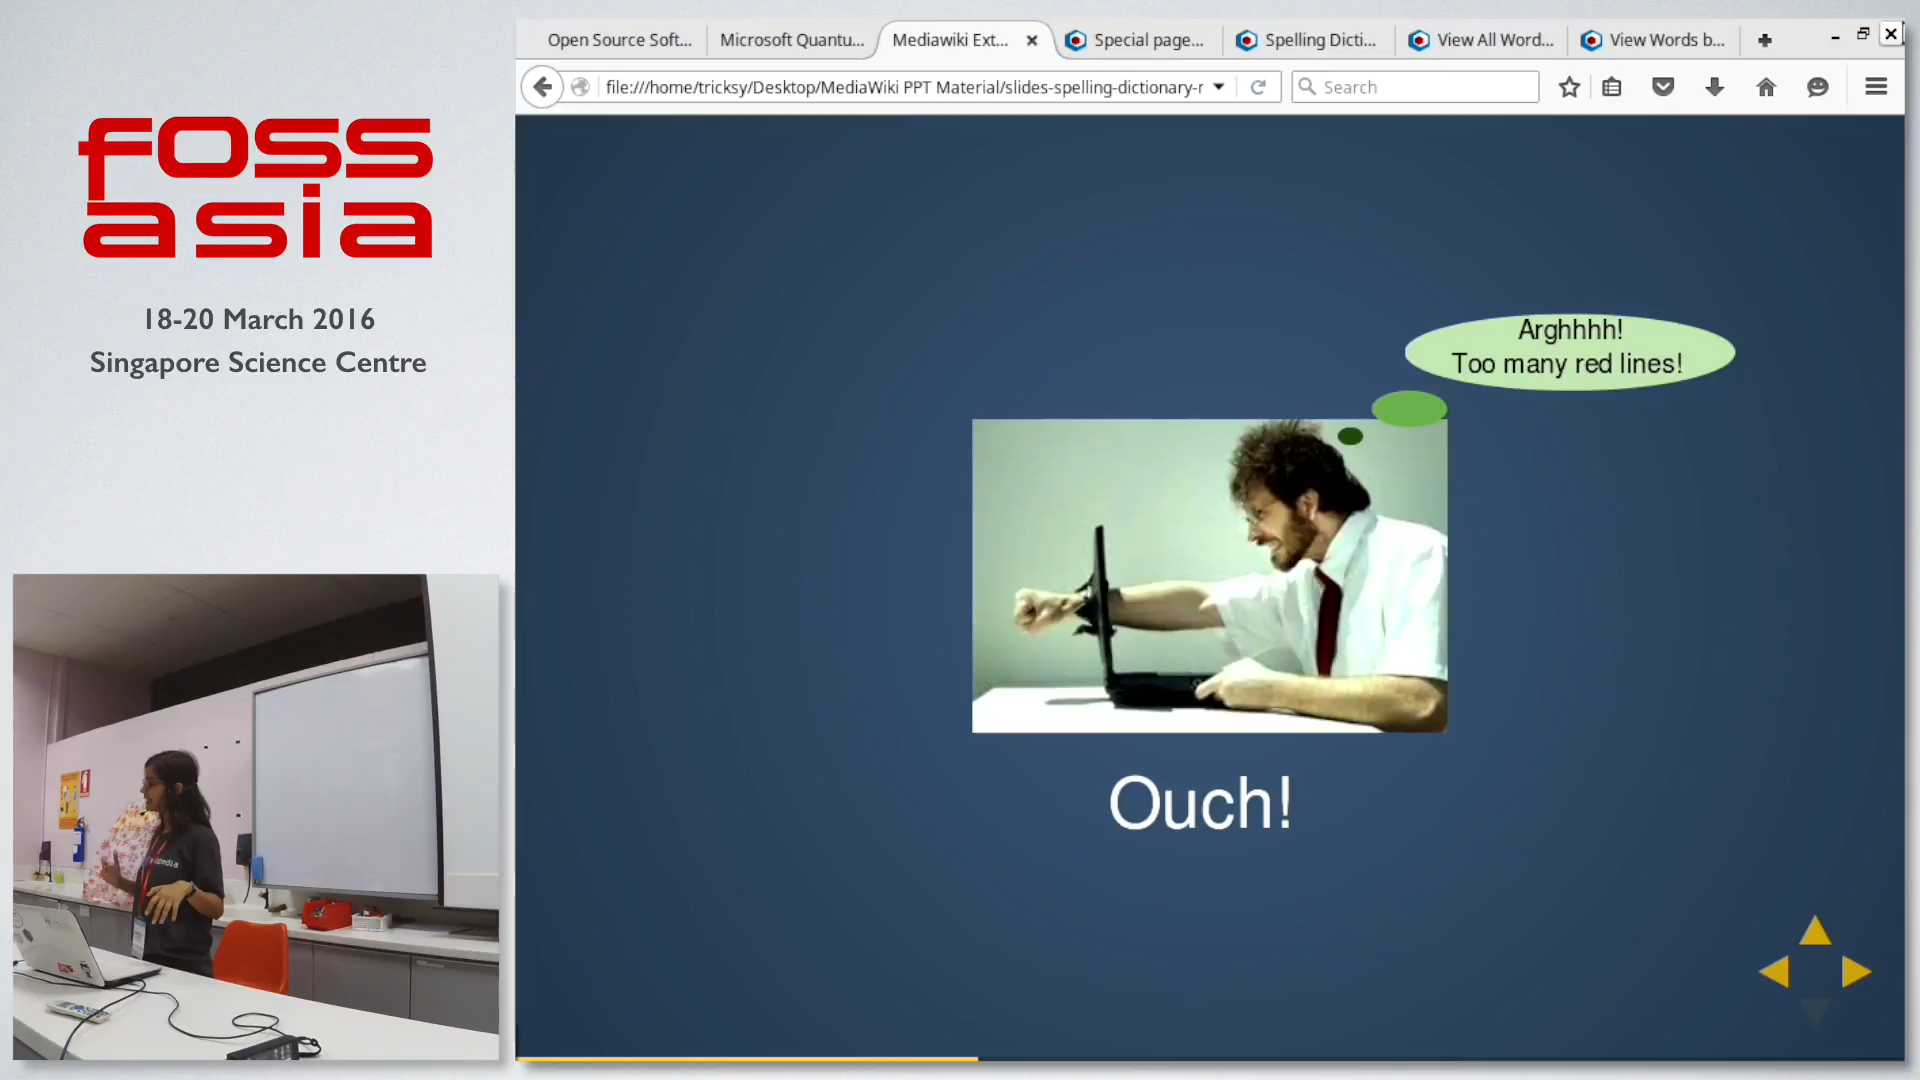 foss
asia
18-20 March 2016
Singapore Science Centre
Open Source Soft...
Microsoft Quantu...
Mediawiki Ext...
Special page...
Spelling Dicti...
View All Word...
View Words b...
file:///home/tricksy/Desktop/MediaWiki PPT Material/slides-spelling-dictionary-r
Search
Arghhhh!
Too many red lines!
Ouch!